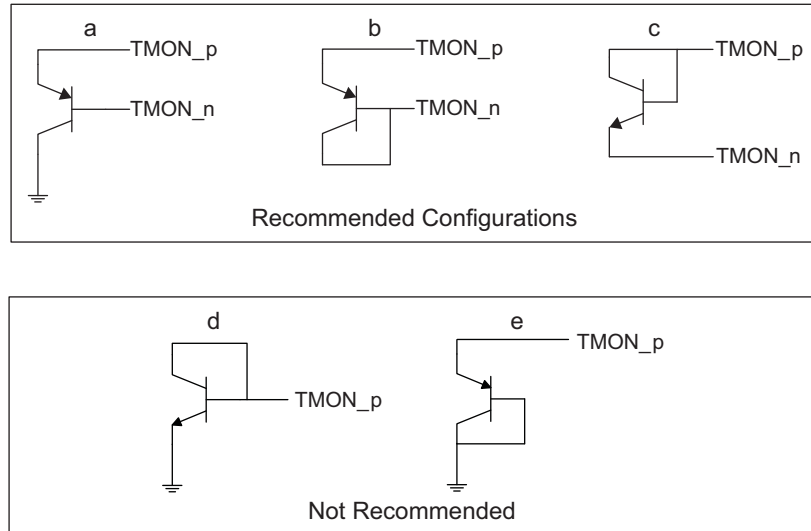 a
b
c
TMON_p
TMON_p
TMON_p
TMON_n
TMON_n
TMON_n
Recommended Configurations
d
e
TMON_p
TMON_p
Not Recommended